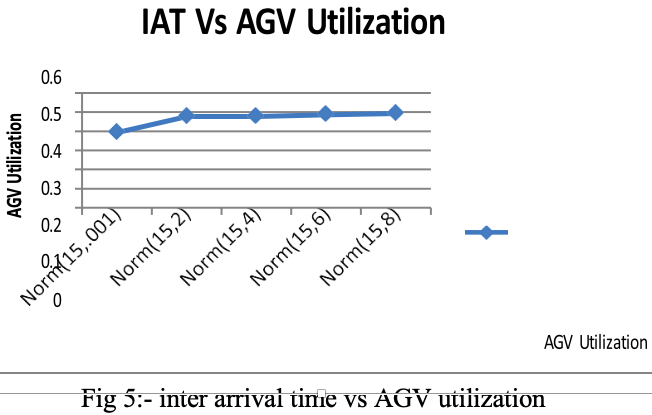 IAT Vs AGV Utilization
0.6
0.5
0.4
0.3
0.2
0.1
0
AGV Utilization
Norm(15,.001)
Norm(15,2)
Norm(15,4)
Norm(15,6)
Norm(15,8)
AGV Utilization
Fig 5:- inter arrival time vs AGV utilization